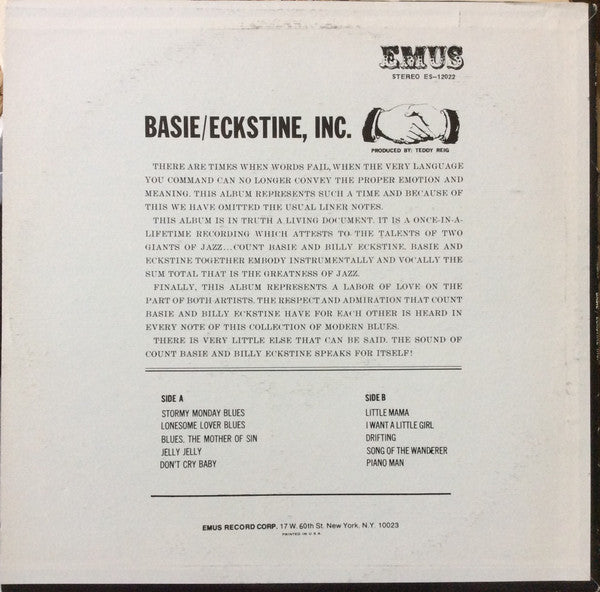 EMUS
STEREO ES-12022
BASIE/ECKSTINE, INC.
PRODUCED BY: TEDDY REIG
THERE ARE TIMES WHEN WORDS FAIL, WHEN THE VERY LANGUAGE
YOU COMMAND CAN NO LONGER CONVEY THE PROPER EMOTION AND
MEANING. THIS ALBUM REPRESENTS SUCH A TIME AND BECAUSE OF
THIS WE HAVE OMITTED THE USUAL LINER NOTES.
THIS ALBUM IS IN TRUTH A LIVING DOCUMENT. IT IS A ONCE-IN-A-
LIFETIME RECORDING WHICH ATTESTS TO THE TALENTS OF TWO
GIANTS OF JAZZ...COUNT BASIE AND BILLY ECKSTINE. BASIE AND
ECKSTINE TOGETHER EMBODY INSTRUMENTALLY AND VOCALLY THE
SUM TOTAL THAT IS THE GREATNESS OF JAZZ.
FINALLY, THIS ALBUM REPRESENTS A LABOR OF LOVE ON THE
PART OF BOTH ARTISTS. THE RESPECT AND ADMIRATION THAT COUNT
BASIE AND BILLY ECKSTINE HAVE FOR EACH OTHER IS HEARD IN
EVERY NOTE OF THIS COLLECTION OF MODERN BLUES.
THERE IS VERY LITTLE ELSE THAT CAN BE SAID. THE SOUND OF
COUNT BASIE AND BILLY ECKSTINE SPEAKS FOR ITSELF!
SIDE A
STORMY MONDAY BLUES
LONESOME LOVER BLUES
BLUES, THE MOTHER OF SIN
JELLY JELLY
DON'T CRY BABY
SIDE B
LITTLE MAMA
I WANT A LITTLE GIRL
DRIFTING
SONG OF THE WANDERER
PIANO MAN
EMUS RECORD CORP. 17 W. 60th St. New York, N.Y. 10023
PRINTED IN U.S.A.